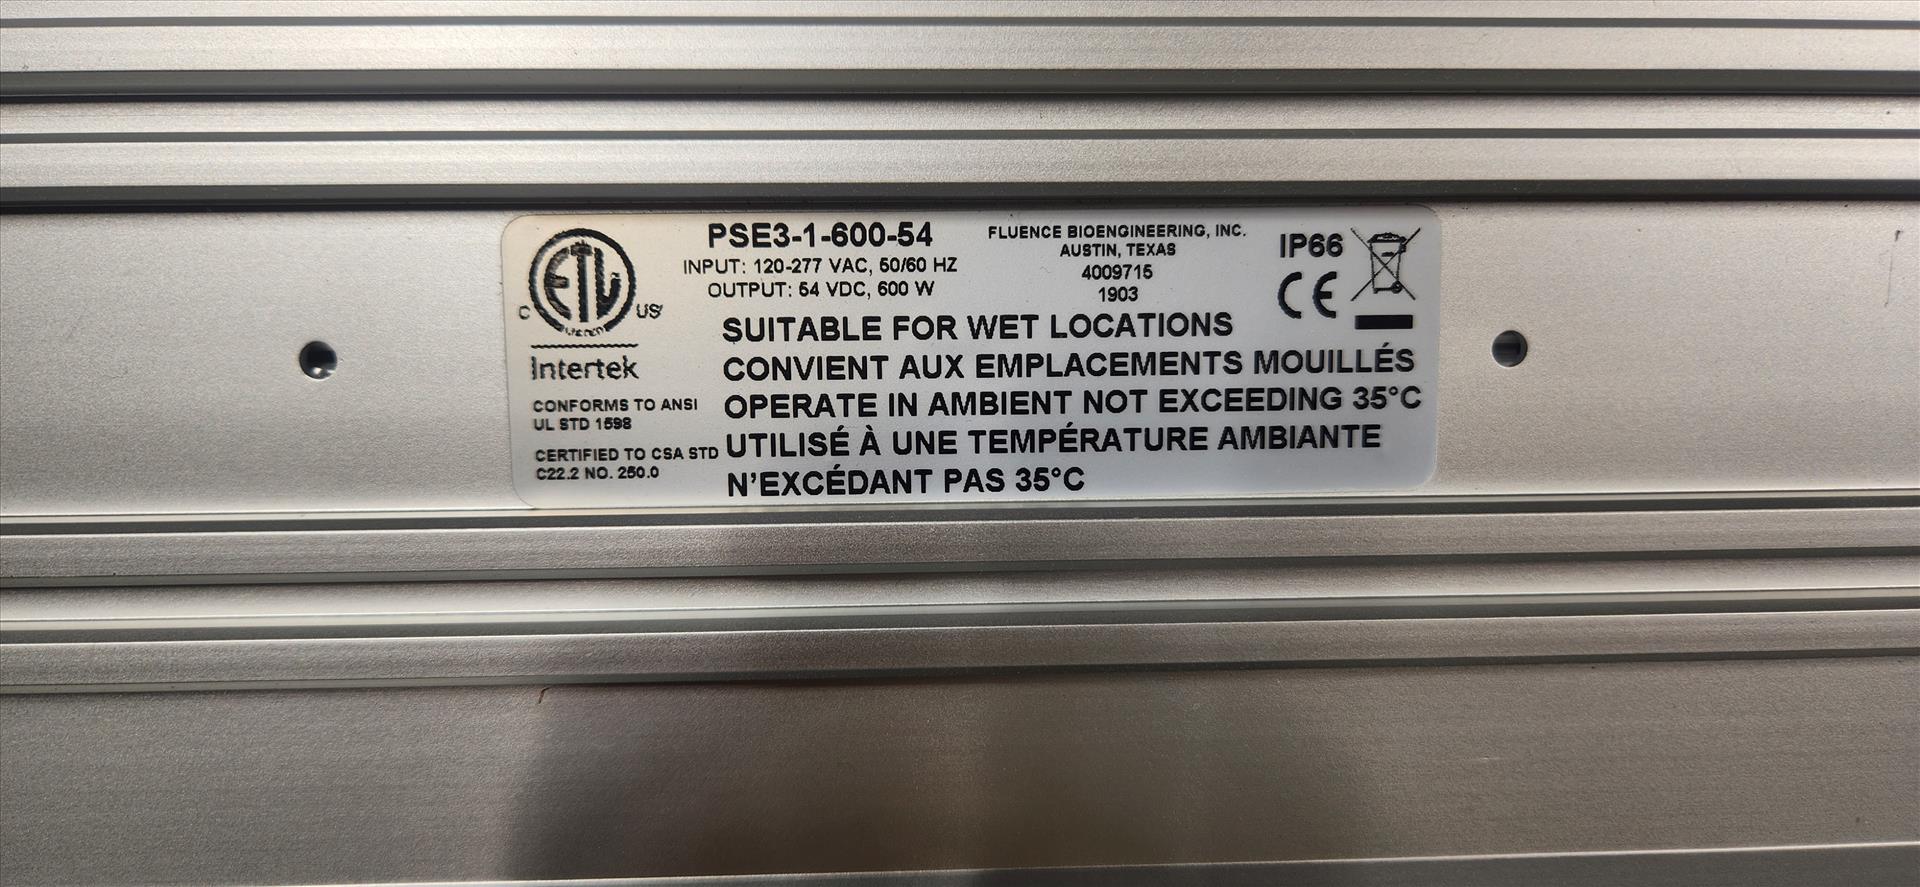 PSE3-1-600-54
INPUT: 120-277 VAC, 50/60 HZ
OUTPUT: 54 VDC, 600 W
FLUENCE BIOENGINEERING, INC.
AUSTIN, TEXAS
4009715
1903
IP66
CE
C ETL US
LISTED
Intertek
CONFORMS TO ANSI
UL STD 1598
CERTIFIED TO CSA STD
C22.2 NO. 250.0
SUITABLE FOR WET LOCATIONS
CONVIENT AUX EMPLACEMENTS MOUILLÉS
OPERATE IN AMBIENT NOT EXCEEDING 35°C
UTILISÉ À UNE TEMPÉRATURE AMBIANTE
N'EXCÉDANT PAS 35°C